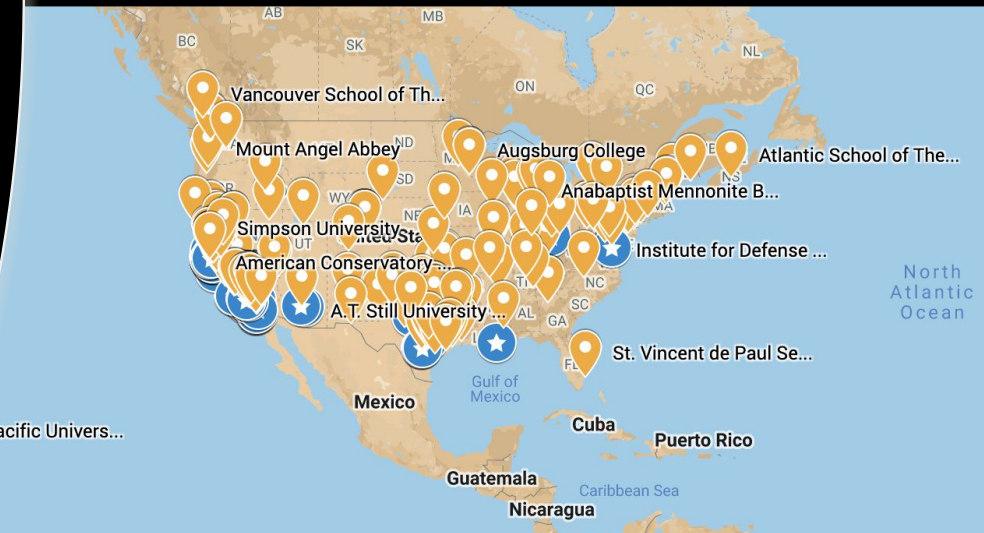 AB
MB
BC
SK
NL
ON
QC
Vancouver School of Th...
Mount Angel Abbey
ND
Augsburg College
Atlantic School of The...
NS
SD
Anabaptist Mennonite B...
WY
IA
NE
MA
Simpson University
UT
Institute for Defense ...
American Conservatory ...
NC
North
Atlantic
Ocean
SC
A.T. Still University ...
AL
GA
St. Vincent de Paul Se...
FL
Gulf of
Mexico
Mexico
Cuba
acific Univers...
Puerto Rico
Guatemala
Caribbean Sea
Nicaragua